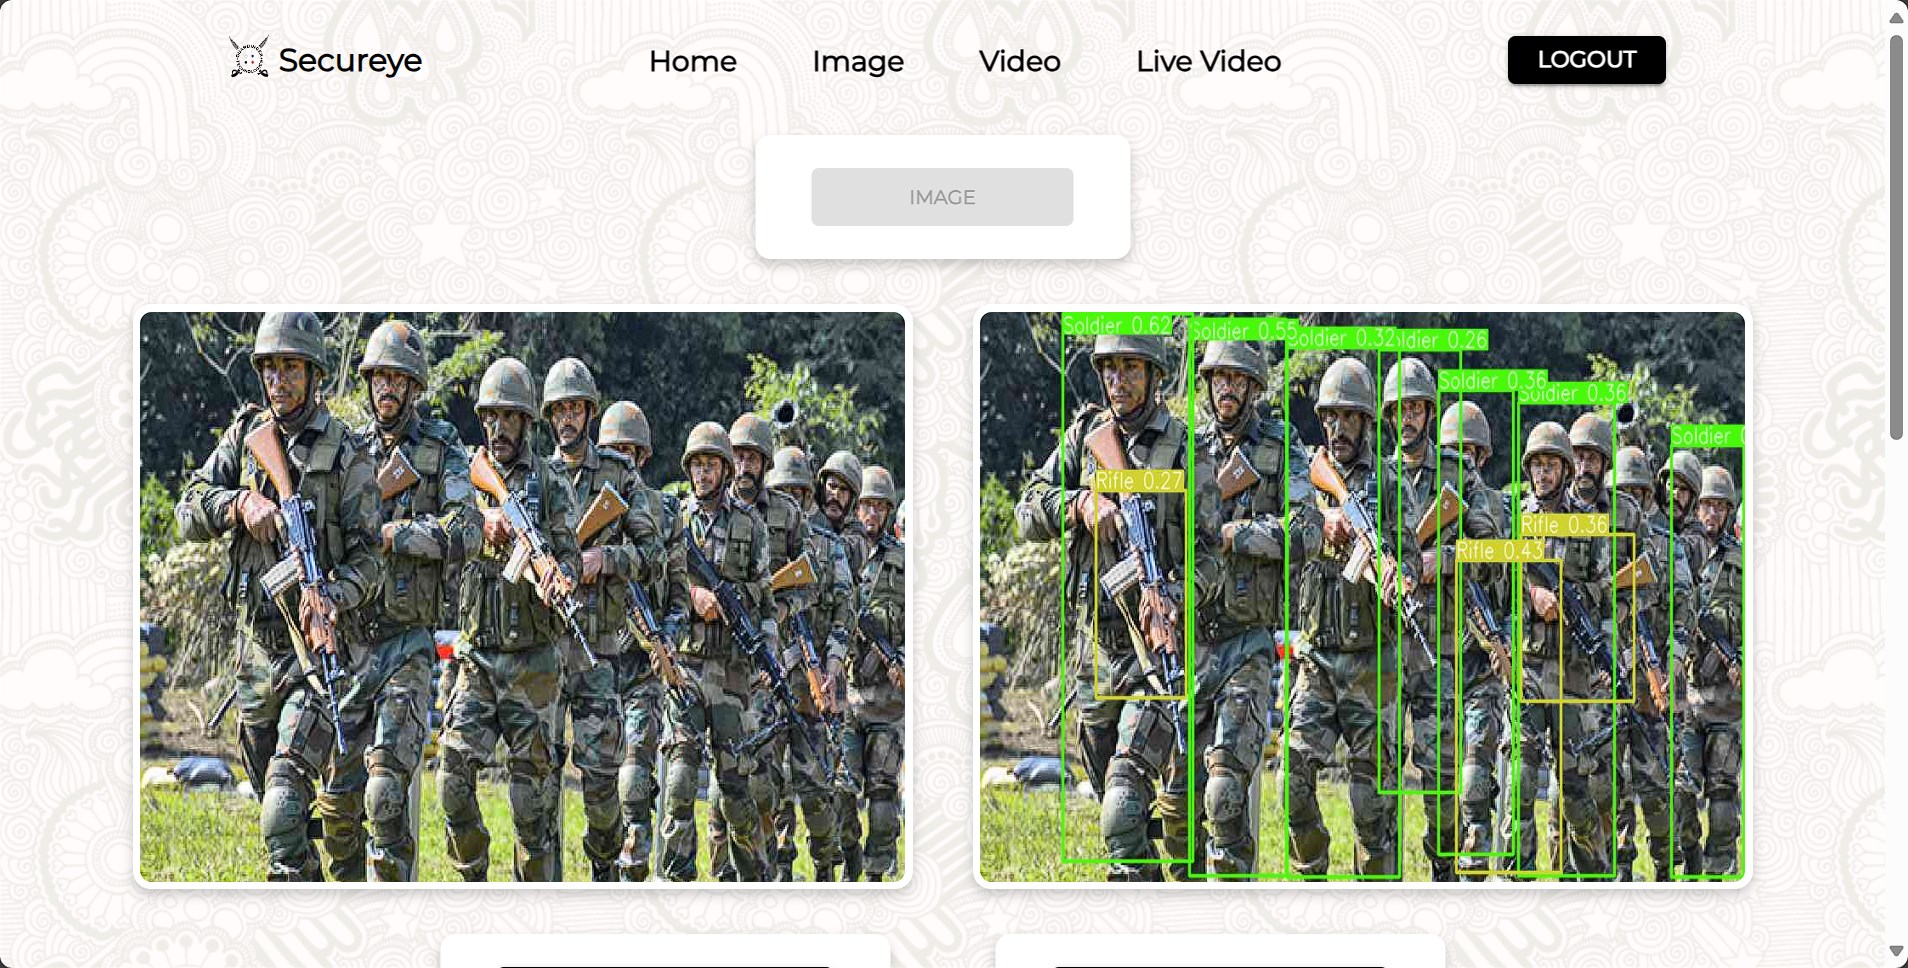 Secureye
Home
Image
Video
Live Video
LOGOUT
IMAGE
Soldier 0.62
Soldier 0.55
Soldier 0.32
ldier 0.26
Soldier 0.36
Soldier 0.36
Soldier
Rifle 0.27
Rifle 0.36
Rifle 0.43